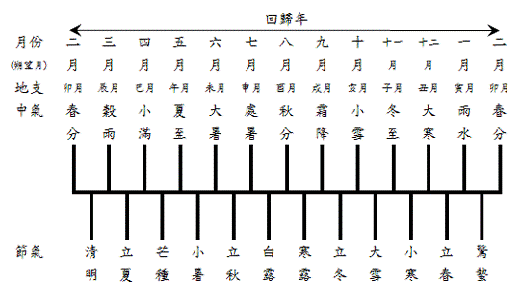 回歸年
月份 二 三 四 五 六 七 八 九 十 十一 十二 一 二
(朔望月) 月 月 月 月 月 月 月 月 月 月 月 月 月
地支 卯月 辰月 巳月 午月 未月 申月 酉月 戌月 亥月 子月 丑月 寅月 卯月
中氣 春分 穀雨 小滿 夏至 大暑 處暑 秋分 霜降 小雪 冬至 大寒 雨水 春分
節氣 清明 立夏 芒種 小暑 立秋 白露 寒露 立冬 大雪 小寒 立春 驚蟄